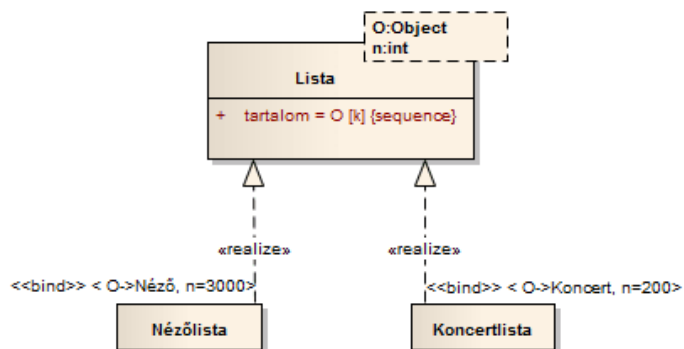 O:Object
n:int
Lista
+ tartalom = O [k] {sequence}
«realize» «realize»
<<bind>> < O->Néző, n=3000> <<bind>> < O->Koncert, n=200>
Nézőlista Koncertlista